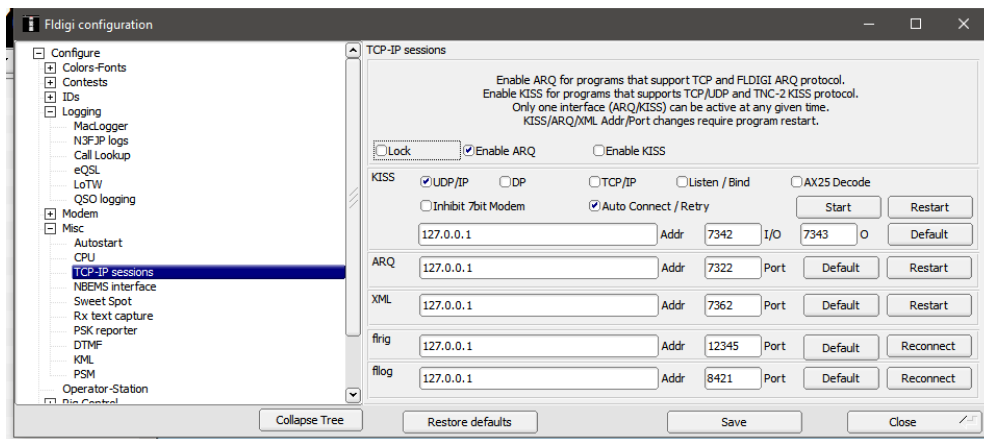 Fldigi configuration
Configure
Colors-Fonts
Contests
IDs
Logging
MacLogger
N3FJP logs
Call Lookup
eQSL
LoTW
QSO logging
Modem
Misc
Autostart
CPU
TCP-IP sessions
NBEMS interface
Sweet Spot
Rx text capture
PSK reporter
DTMF
KML
PSM
Operator-Station
Rig Control
Collapse Tree
TCP-IP sessions
Enable ARQ for programs that support TCP and FLDIGI ARQ protocol.
Enable KISS for programs that supports TCP/UDP and TNC-2 KISS protocol.
Only one interface (ARQ/KISS) can be active at any given time.
KISS/ARQ/XML Addr/Port changes require program restart.
Lock Enable ARQ Enable KISS
KISS UDP/IP DP TCP/IP Listen / Bind AX25 Decode
Inhibit 7bit Modem Auto Connect / Retry Start Restart
127.0.0.1 Addr 7342 I/O 7343 O Default
ARQ 127.0.0.1 Addr 7322 Port Default Restart
XML 127.0.0.1 Addr 7362 Port Default Restart
flrig 127.0.0.1 Addr 12345 Port Default Reconnect
fllog 127.0.0.1 Addr 8421 Port Default Reconnect
Restore defaults Save Close